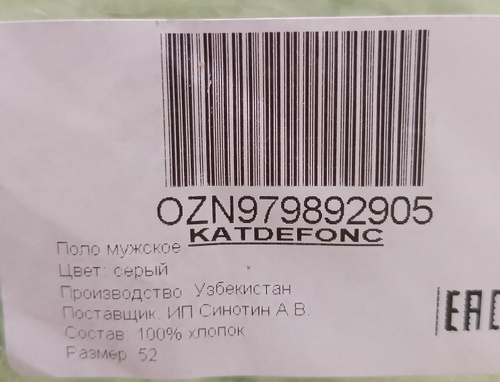 OZN979892905
KATDEFONC
Поло мужское
Цвет: серый
Производство: Узбекистан
Поставщик: ИП Синотин А.В.
Состав: 100% хлопок
Размер: 52
EAC